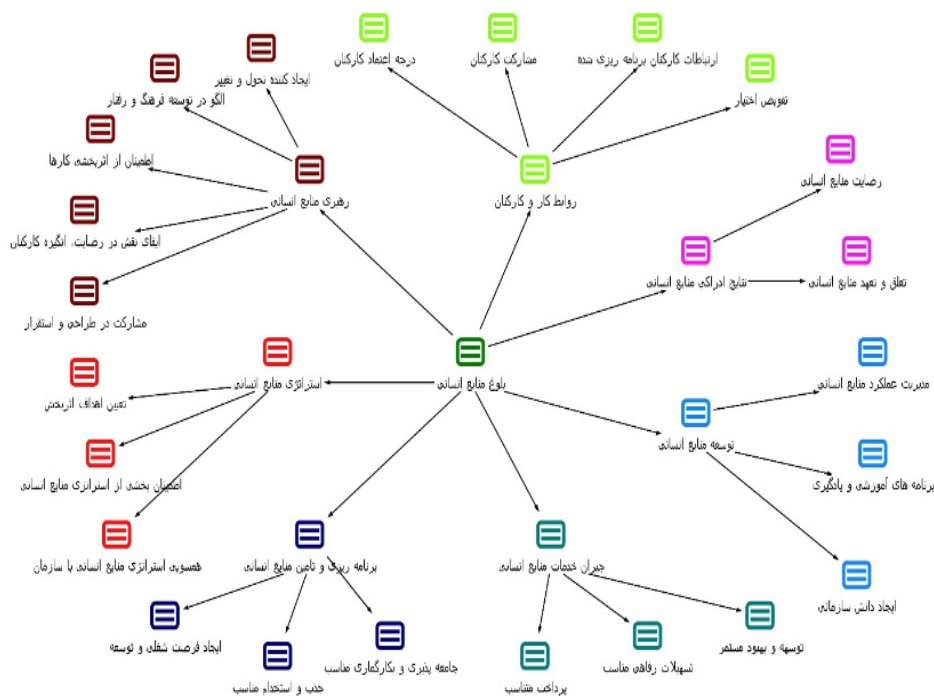 درجه اعتماد کارکنان
مشارکت کارکنان
ارتباطات کارکنان برنامه ریزی شده
ایجاد کننده تحول و تغییر
الگو در توسعه فرهنگ و رفتار
تفویض اختیار
اطمینان از اثربخشی کارها
رضایت منابع انسانی
رهبری منابع انسانی
روابط کار و کارکنان
ایفای نقش در رضایت، انگیزه کارکنان
نتایج ادراکی منابع انسانی
تعلق و تعهد منابع انسانی
مشارکت در طراحی و استقرار
استراتژی منابع انسانی
بلوغ منابع انسانی
مدیریت عملکرد منابع انسانی
تعیین اهداف اثربخش
توسعه منابع انسانی
اطمینان بخشی از استراتژی منابع انسانی
برنامه های آموزشی و یادگیری
همسویی استراتژی منابع انسانی با سازمان
برنامه ریزی و تامین منابع انسانی
جبران خدمات منابع انسانی
ایجاد دانش سازمانی
ایجاد فرصت شغلی و توسعه
جامعه پذیری و بکارگماری مناسب
تسهیلات رفاهی مناسب
توسهه و بهبود مستمر
جذب و استخدام مناسب
پرداخت متناسب